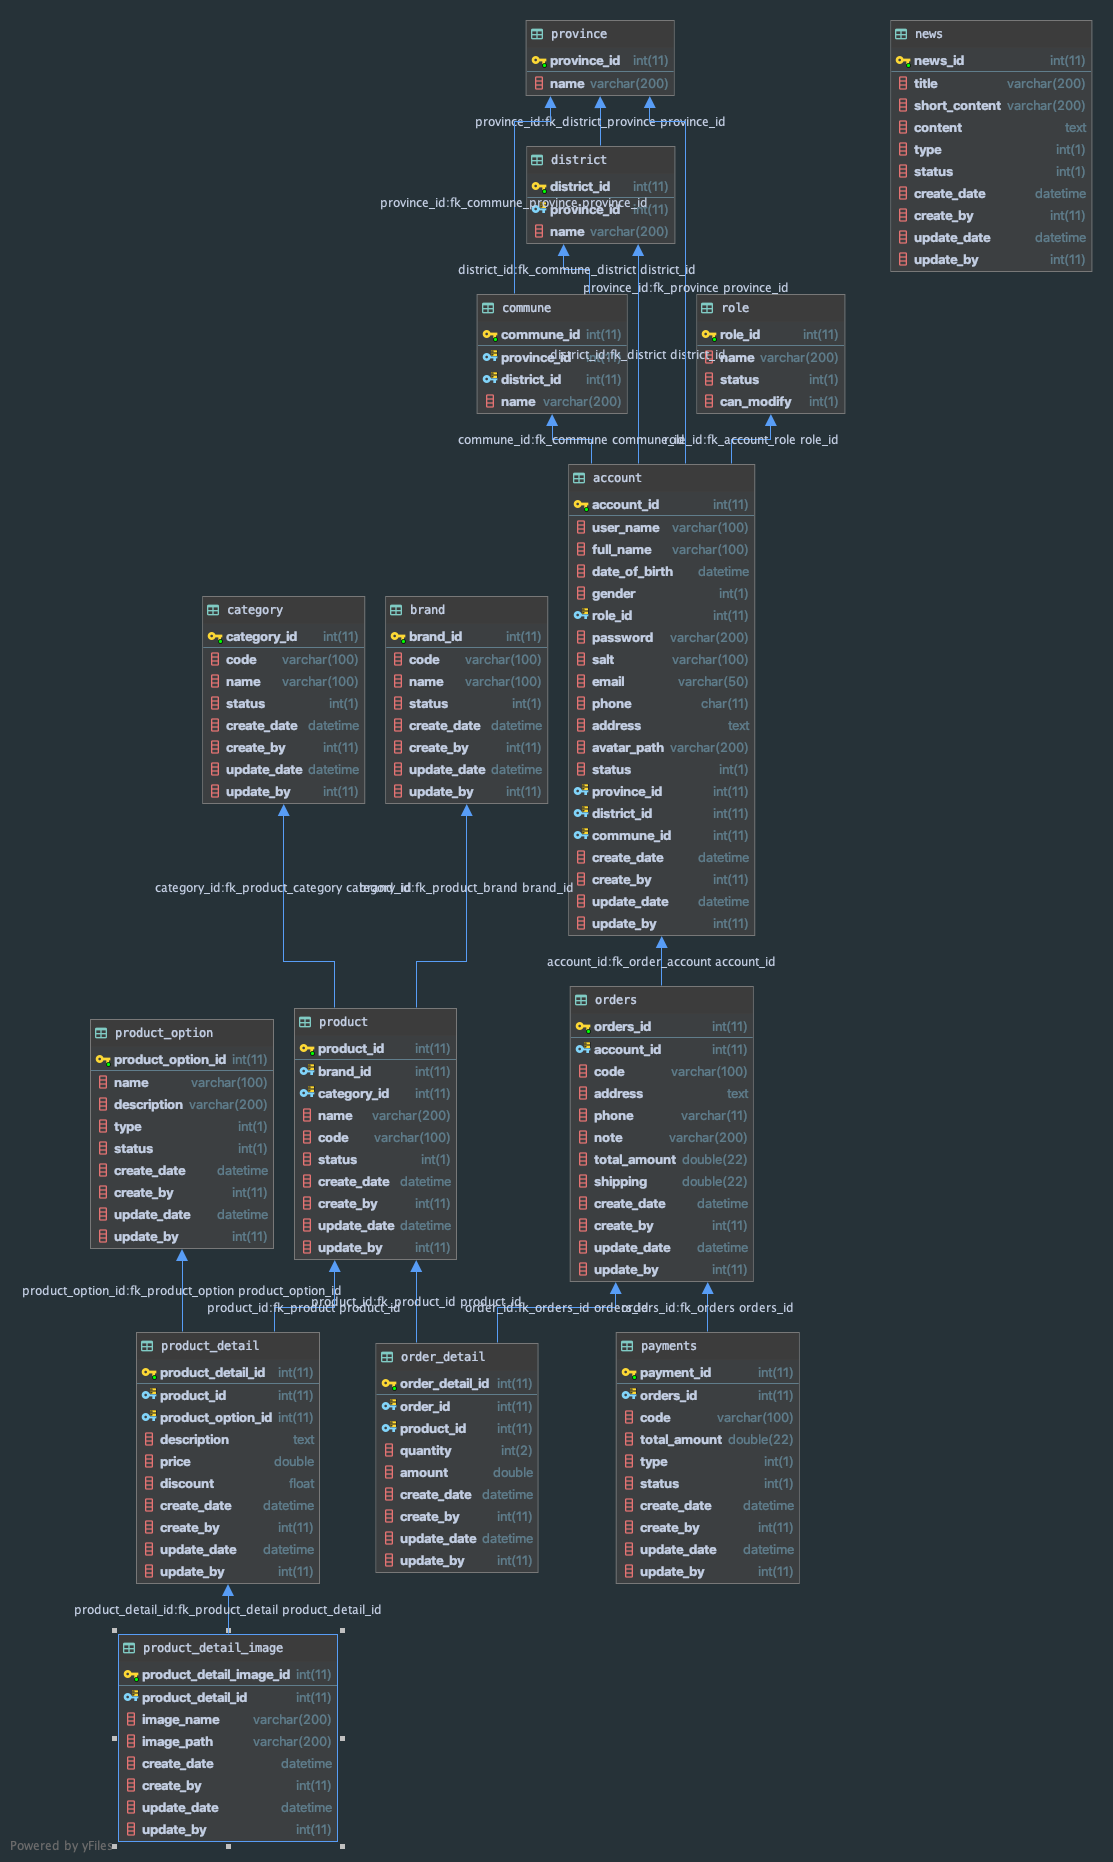 province
province_id int(11)
name varchar(200)
news
news_id int(11)
title varchar(200)
short_content varchar(200)
content text
type int(1)
status int(1)
create_date datetime
create_by int(11)
update_date datetime
update_by int(11)
province_id:fk_district_province province_id
district
district_id int(11)
province_id int(11)
name varchar(200)
province_id:fk_commune_province province_id
district_id:fk_commune_district district_id
province_id:fk_province province_id
commune
commune_id int(11)
province_id int(11)
district_id int(11)
name varchar(200)
role
role_id int(11)
name varchar(200)
status int(1)
can_modify int(1)
district_id:fk_district district_id
commune_id:fk_commune commune_id
role_id:fk_account_role role_id
account
account_id int(11)
user_name varchar(100)
full_name varchar(100)
date_of_birth datetime
gender int(1)
role_id int(11)
password varchar(200)
salt varchar(100)
email varchar(50)
phone char(11)
address text
avatar_path varchar(200)
status int(1)
province_id int(11)
district_id int(11)
commune_id int(11)
create_date datetime
create_by int(11)
update_date datetime
update_by int(11)
category
category_id int(11)
code varchar(100)
name varchar(100)
status int(1)
create_date datetime
create_by int(11)
update_date datetime
update_by int(11)
brand
brand_id int(11)
code varchar(100)
name varchar(100)
status int(1)
create_date datetime
create_by int(11)
update_date datetime
update_by int(11)
category_id:fk_product_category category_id
brand_id:fk_product_brand brand_id
account_id:fk_order_account account_id
product_option
product_option_id int(11)
name varchar(100)
description varchar(200)
type int(1)
status int(1)
create_date datetime
create_by int(11)
update_date datetime
update_by int(11)
product
product_id int(11)
brand_id int(11)
category_id int(11)
name varchar(200)
code varchar(100)
status int(1)
create_date datetime
create_by int(11)
update_date datetime
update_by int(11)
orders
orders_id int(11)
account_id int(11)
code varchar(100)
address text
phone varchar(11)
note varchar(200)
total_amount double(22)
shipping double(22)
create_date datetime
create_by int(11)
update_date datetime
update_by int(11)
product_option_id:fk_product_option product_option_id
product_id:fk_product product_id
product_id:fk_product_id product_id
order_id:fk_orders_id orders_id
orders_id:fk_orders orders_id
product_detail
product_detail_id int(11)
product_id int(11)
product_option_id int(11)
description text
price double
discount float
create_date datetime
create_by int(11)
update_date datetime
update_by int(11)
order_detail
order_detail_id int(11)
order_id int(11)
product_id int(11)
quantity int(2)
amount double
create_date datetime
create_by int(11)
update_date datetime
update_by int(11)
payments
payment_id int(11)
orders_id int(11)
code varchar(100)
total_amount double(22)
type int(1)
status int(1)
create_date datetime
create_by int(11)
update_date datetime
update_by int(11)
product_detail_id:fk_product_detail product_detail_id
product_detail_image
product_detail_image_id int(11)
product_detail_id int(11)
image_name varchar(200)
image_path varchar(200)
create_date datetime
create_by int(11)
update_date datetime
update_by int(11)
Powered by yFiles